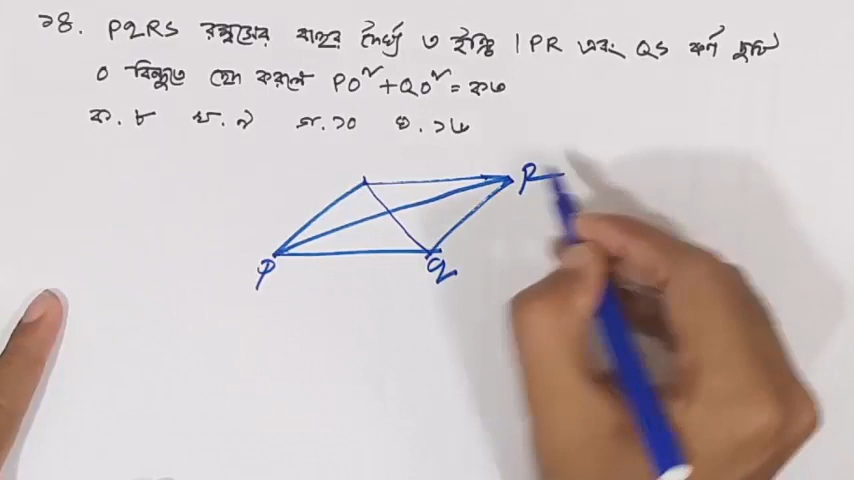 ১৪. PQRS রম্বসের বাহুর দৈর্ঘ্য ৩ ইঞ্চি । PR এবং QS কর্ণ দুটি
O বিন্দুতে ছেদ করলে PO² + QO² = কত
ক. ৮ খ. ৯ গ. ১০ ঘ. ১৬
R
P Q